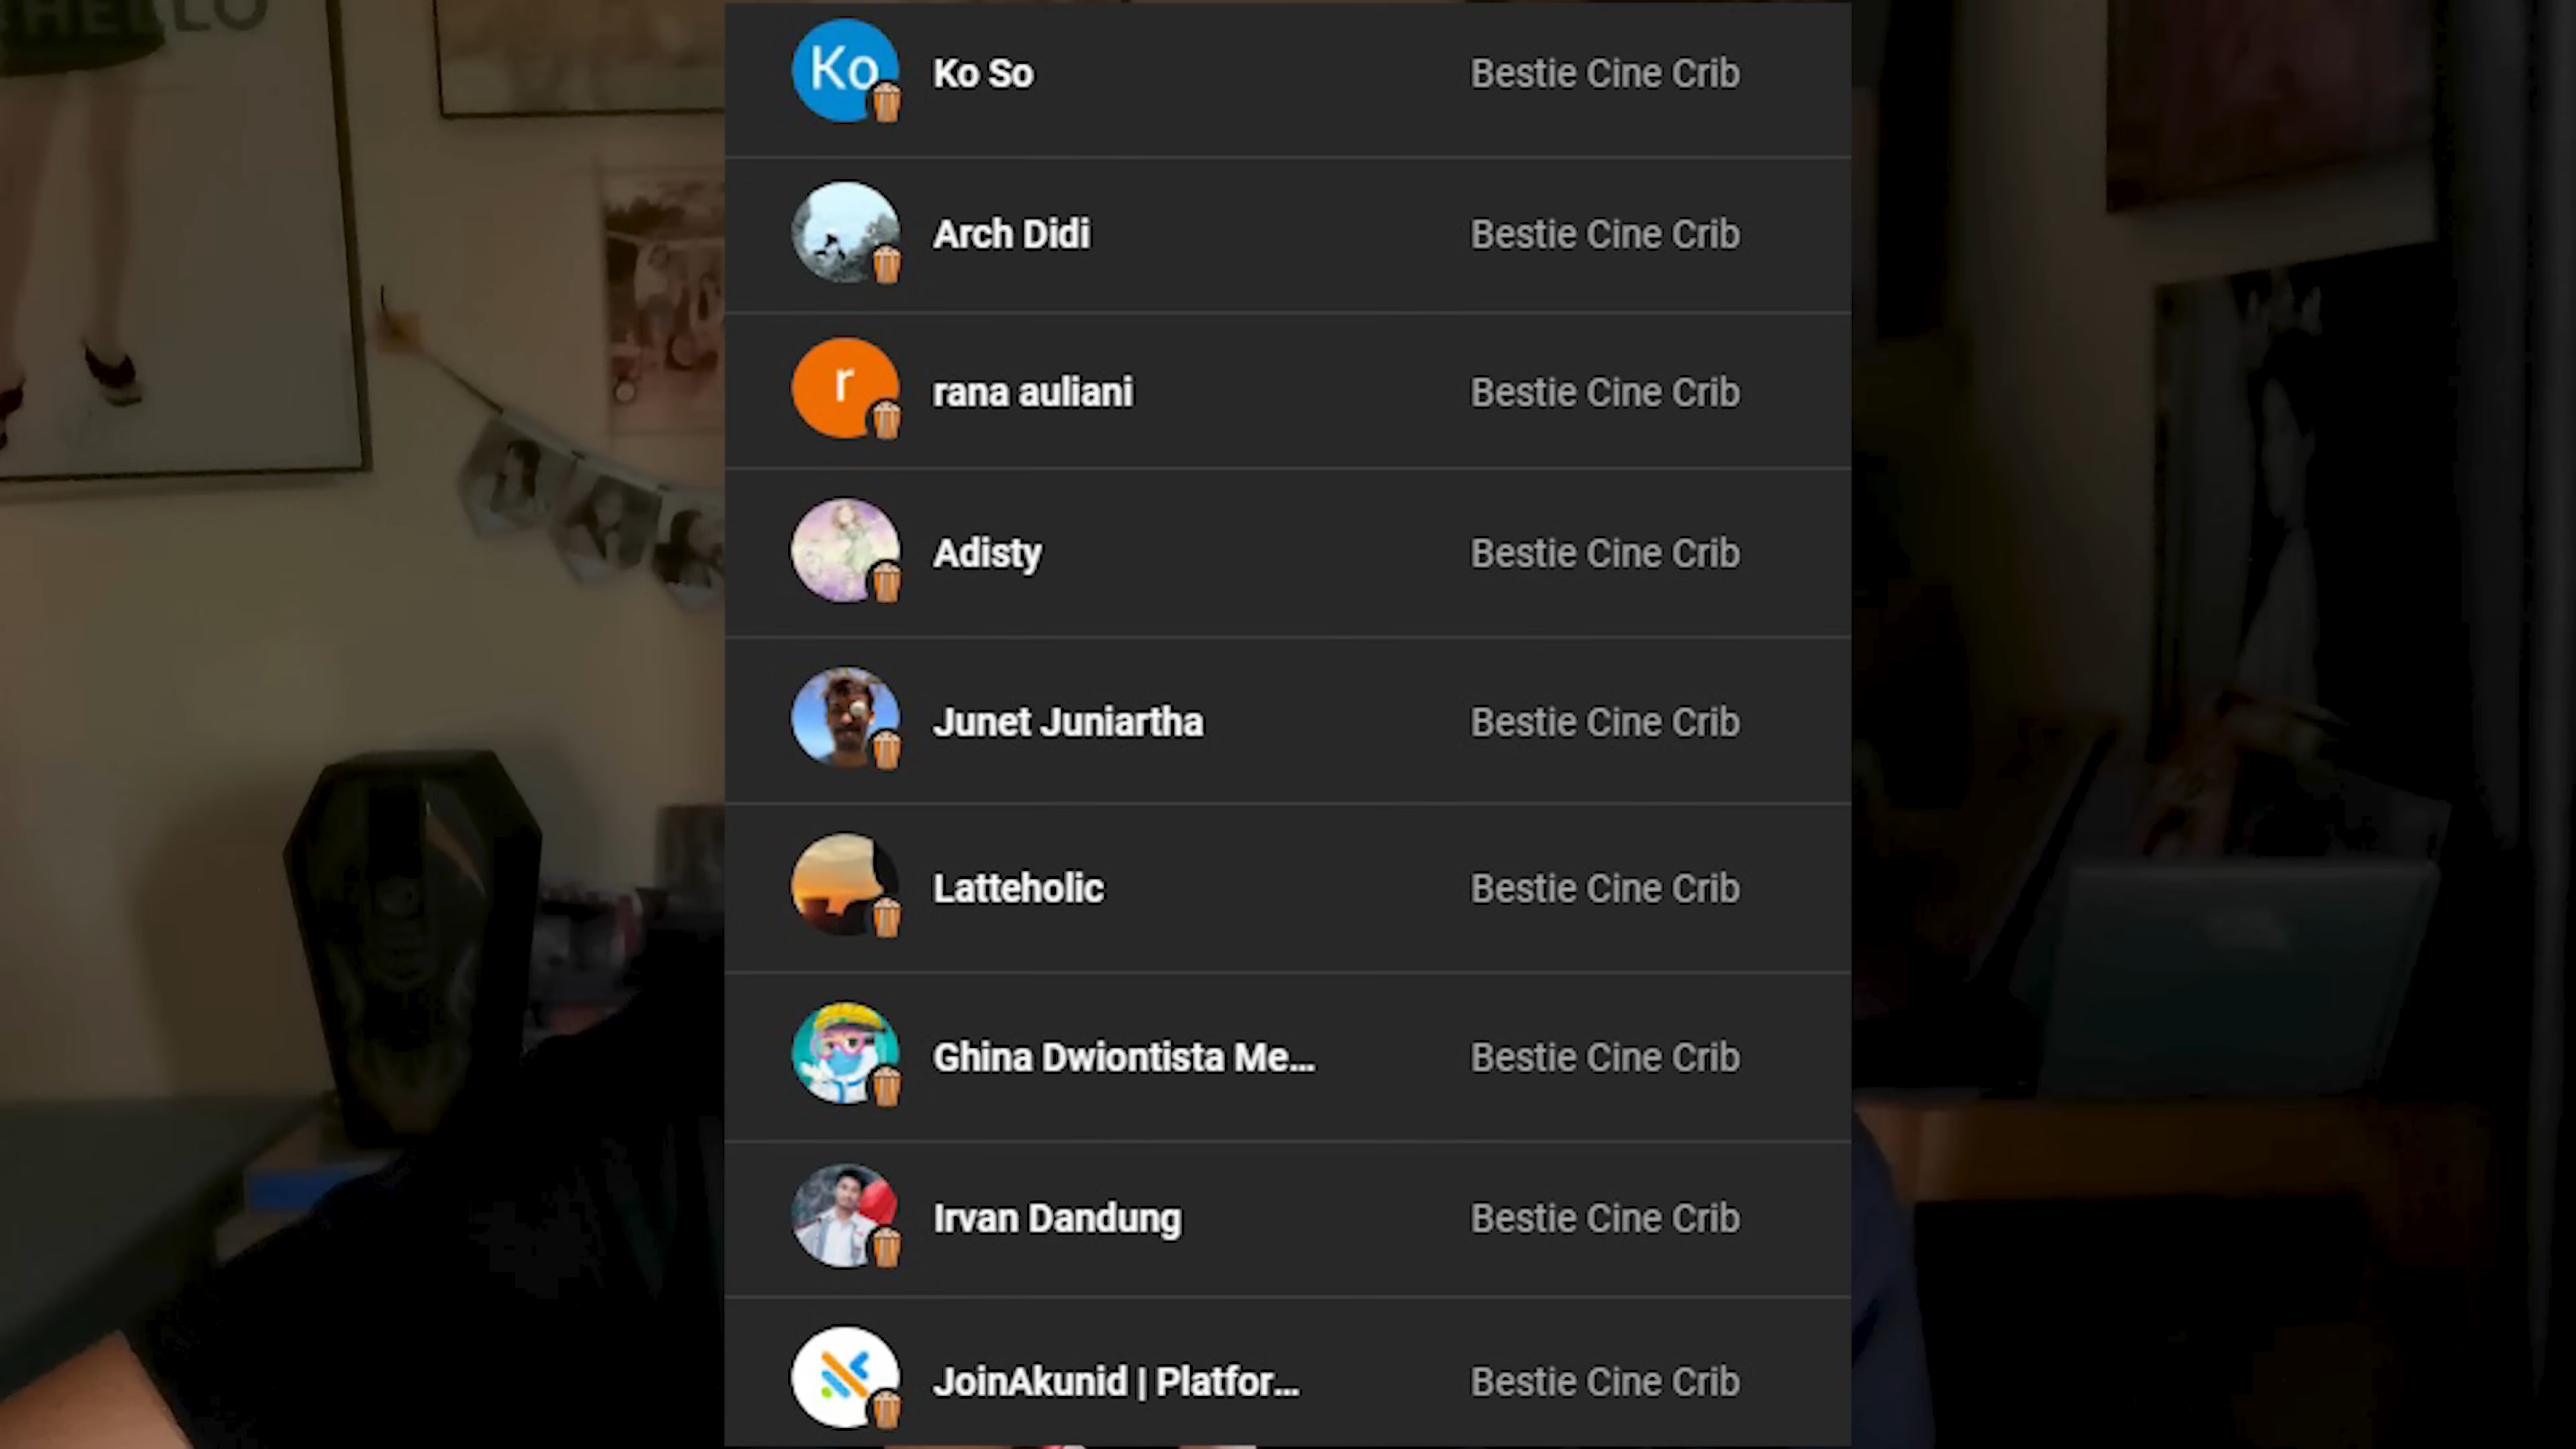 HELLO
Ko Ko So Bestie Cine Crib
Arch Didi Bestie Cine Crib
r rana auliani Bestie Cine Crib
Adisty Bestie Cine Crib
Junet Juniartha Bestie Cine Crib
Latteholic Bestie Cine Crib
Ghina Dwiontista Me... Bestie Cine Crib
Irvan Dandung Bestie Cine Crib
JoinAkunid | Platfor... Bestie Cine Crib